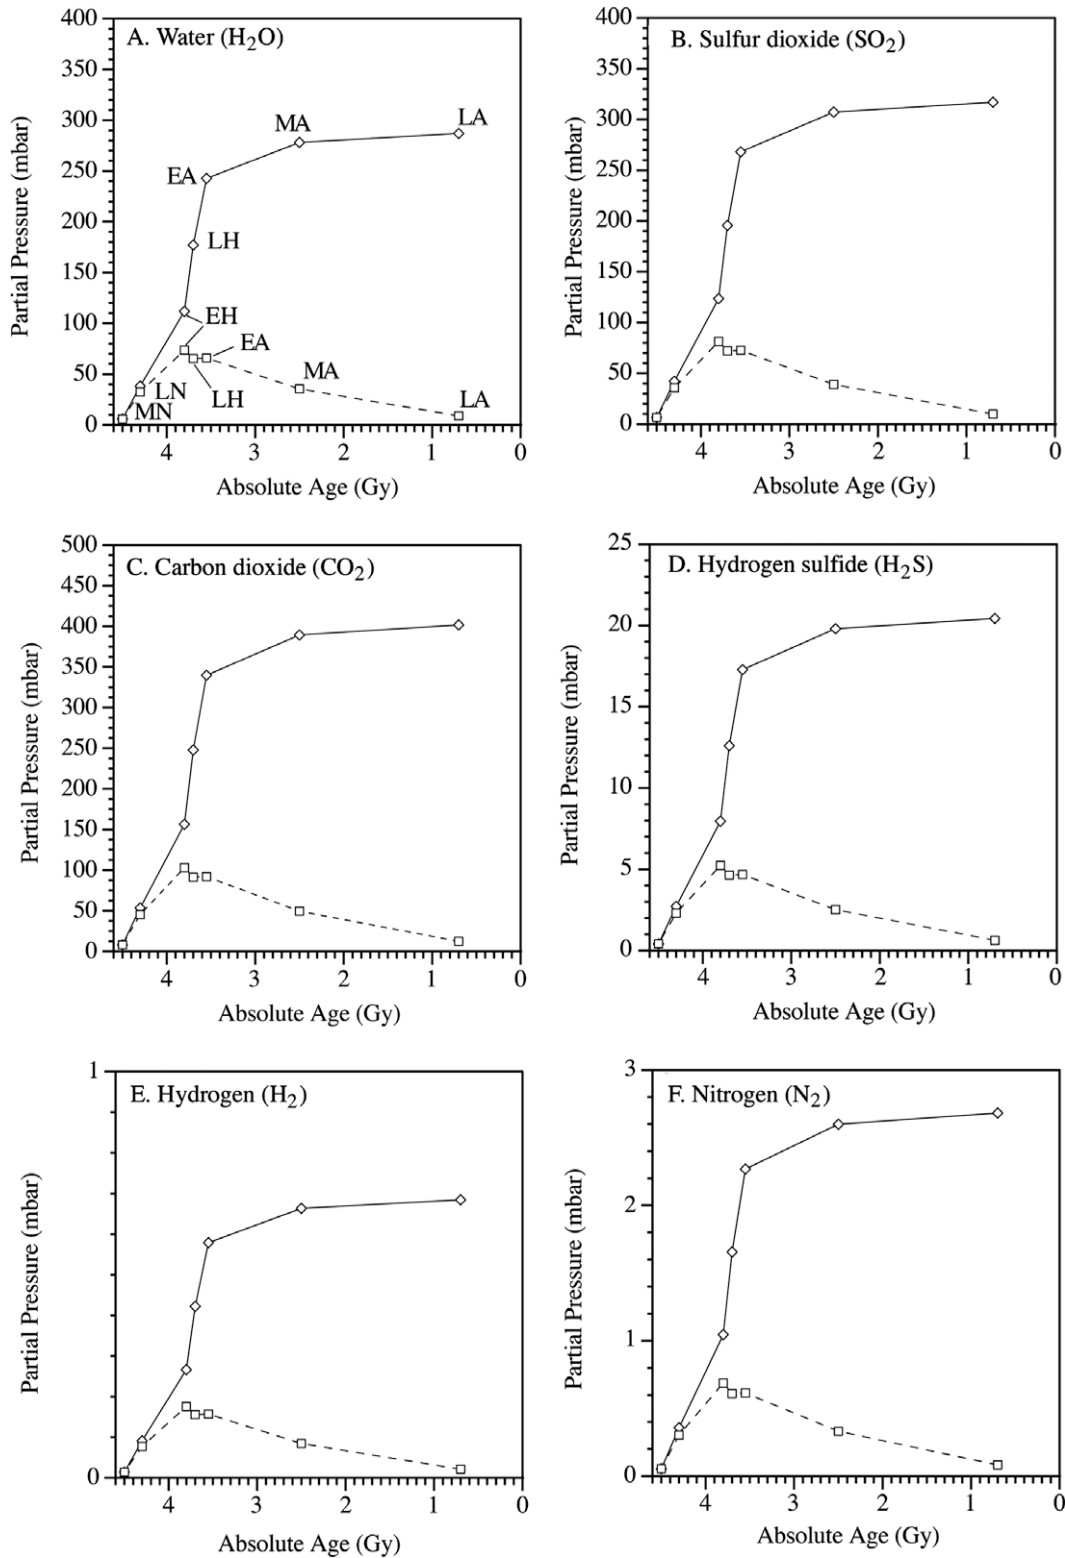 A. Water (H₂O)
Partial Pressure (mbar)
400
350
300
250
200
150
100
50
0
MA
LA
EA
LH
EH
EA
LN
MN
LH
MA
LA
4
3
2
1
0
Absolute Age (Gy)
B. Sulfur dioxide (SO₂)
Partial Pressure (mbar)
400
350
300
250
200
150
100
50
0
4
3
2
1
0
Absolute Age (Gy)
C. Carbon dioxide (CO₂)
Partial Pressure (mbar)
500
450
400
350
300
250
200
150
100
50
0
4
3
2
1
0
Absolute Age (Gy)
D. Hydrogen sulfide (H₂S)
Partial Pressure (mbar)
25
20
15
10
5
0
4
3
2
1
0
Absolute Age (Gy)
E. Hydrogen (H₂)
Partial Pressure (mbar)
1
0
4
3
2
1
0
Absolute Age (Gy)
F. Nitrogen (N₂)
Partial Pressure (mbar)
3
2
1
0
4
3
2
1
0
Absolute Age (Gy)